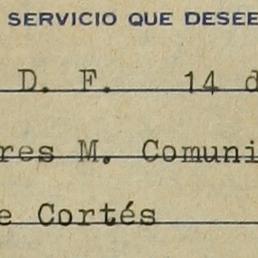 SERVICIO QUE DESEE
D. F. 14 d
res M. Comuni
e Cortés